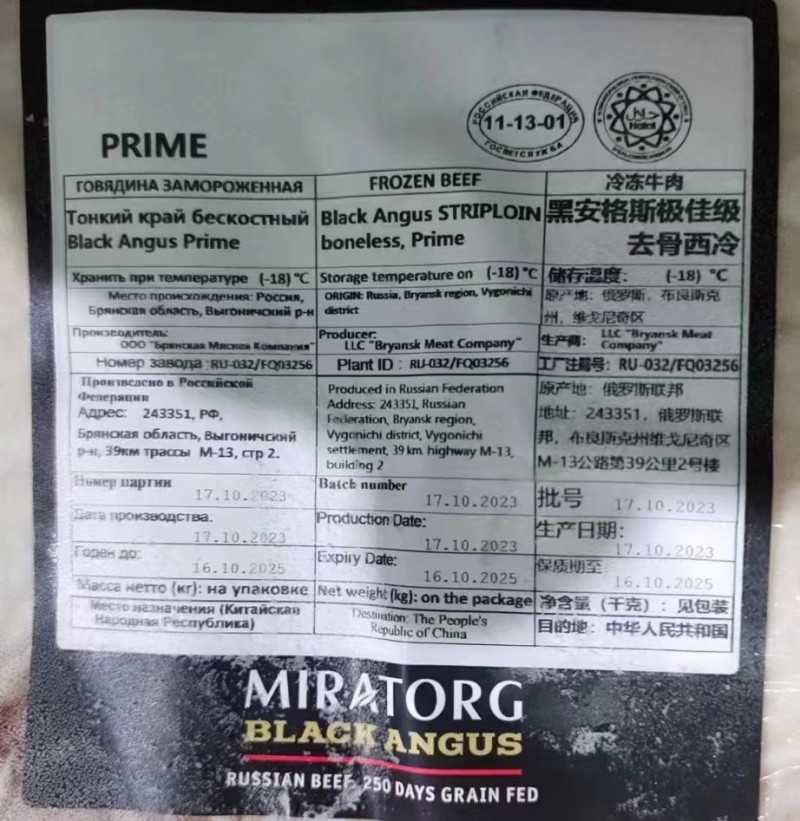 PRIME
РОССИЙСКАЯ ФЕДЕРАЦИЯ
11-13-01
ГОСВЕТСЛУЖБА
حلال
Halal
ГОВЯДИНА ЗАМОРОЖЕННАЯ
Тонкий край бескостный
Black Angus Prime
Хранить при температуре (-18) °C
Место происхождения: Россия,
Брянская область, Выгоничский р-н
Производитель:
ООО "Брянская Мясная Компания"
Номер завода :RU-032/FQ03256
Произведено в Российской
Федерации
Адрес: 243351, РФ,
Брянская область, Выгоничский
р-н, 39км трассы М-13, стр 2.
Номер партии
17.10.2023
Дата производства:
17.10.2023
Годен до:
16.10.2025
Масса нетто (кг): на упаковке
Место назначения (Китайская
Народная Республика)
FROZEN BEEF
Black Angus STRIPLOIN
boneless, Prime
Storage temperature on (-18) °C
ORIGIN: Russia, Bryansk region, Vygonichi
district
Producer:
LLC "Bryansk Meat Company"
Plant ID : RU-032/FQ03256
Produced in Russian Federation
Address: 243351, Russian
Federation, Bryansk region,
Vygonichi district, Vygonichi
settlement, 39 km. highway M-13,
building 2
Batch number
17.10.2023
Production Date:
17.10.2023
Expiry Date:
16.10.2025
Net weight (kg): on the package
Destination: The People's
Republic of China
冷冻牛肉
黑安格斯极佳级
去骨西冷
储存温度: (-18) °C
原产地: 俄罗斯, 布良斯克
州, 维戈尼奇区
生产商: LLC "Bryansk Meat
Company"
工厂注册号: RU-032/FQ03256
原产地: 俄罗斯联邦
地址: 243351, 俄罗斯联
邦, 布良斯克州维戈尼奇区
M-13公路第39公里2号楼
批号 17.10.2023
生产日期:
17.10.2023
保质期至:
16.10.2025
净含量 (千克) : 见包装
目的地: 中华人民共和国
MIRATORG
BLACK ANGUS
RUSSIAN BEEF. 250 DAYS GRAIN FED